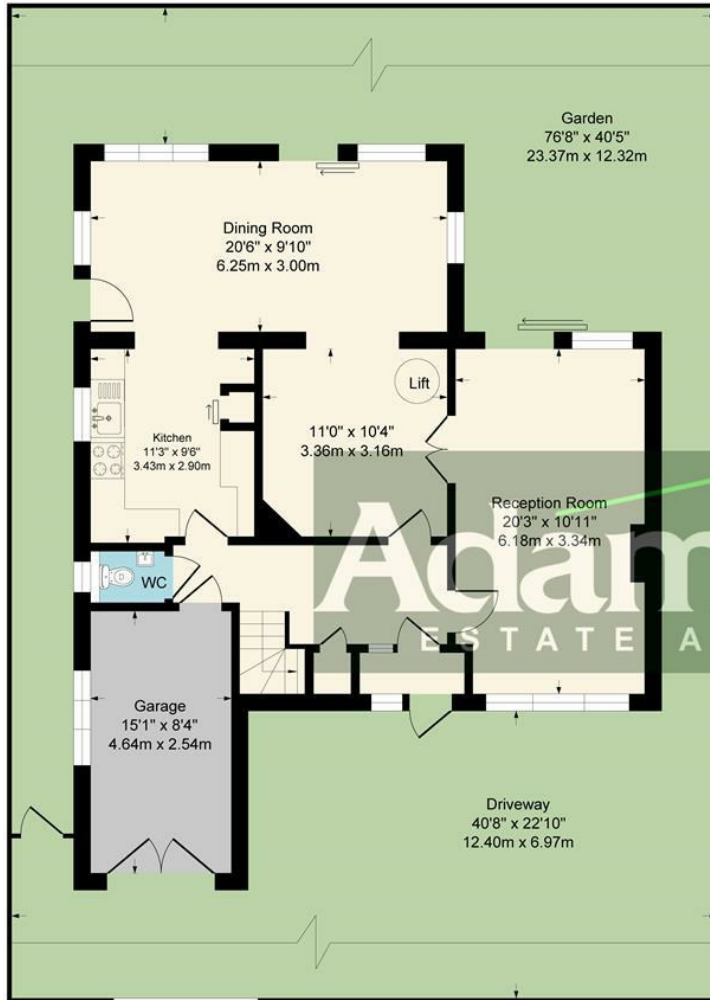 Garden
76'8" x 40'5"
23.37m x 12.32m
Dining Room
20'6" x 9'10"
6.25m x 3.00m
Lift
Kitchen
11'3" x 9'6"
3.43m x 2.90m
11'0" x 10'4"
3.36m x 3.16m
Reception Room
20'3" x 10'11"
6.18m x 3.34m
Adam
ESTATE A
WC
Garage
15'1" x 8'4"
4.64m x 2.54m
Driveway
40'8" x 22'10"
12.40m x 6.97m